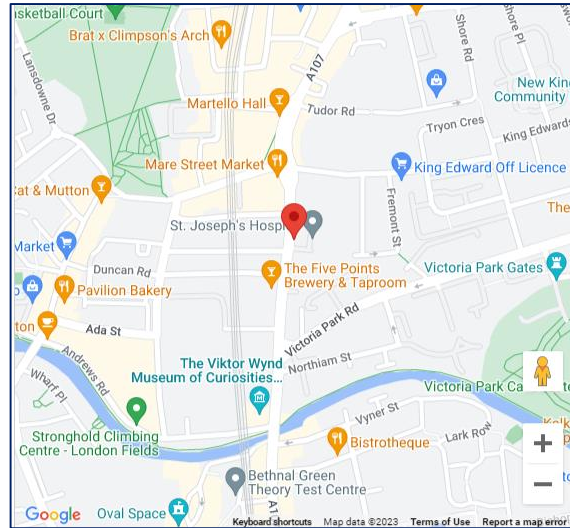 asketball Court
Brat x Climpson's Arch
Lansdowne Dr
A107
Shore Rd
Shore Pl
Martello Hall
Tudor Rd
New Kin
Community
Tryon Cres
King Edwards
Mare Street Market
King Edward Off Licence
Cat & Mutton
Fremont St
The
St. Joseph's Hospi
Market
Duncan Rd
The Five Points
Brewery & Taproom
Victoria Park Gates
Pavilion Bakery
ton
Ada St
Victoria Park Rd
Andrews Rd
Northiam St
Wharf Pl
The Viktor Wynd
Museum of Curiosities...
Victoria Park Ca
Vyner St
Stronghold Climbing
Centre - London Fields
Bistrotheque
Lark Row
Bethnal Green
Theory Test Centre
Oval Space
A1
+
−
Google
Keyboard shortcuts
Map data ©2023
Terms of Use
Report a map error